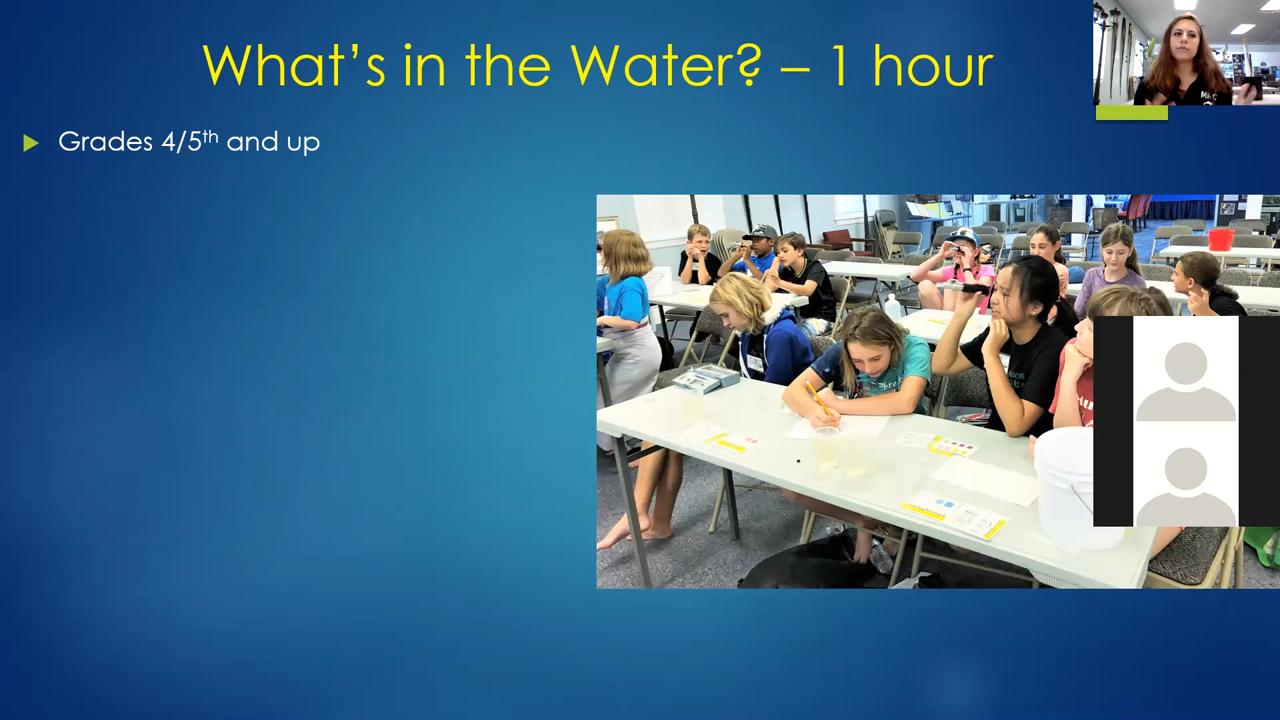 What's in the Water? – 1 hour
Grades 4/5th and up